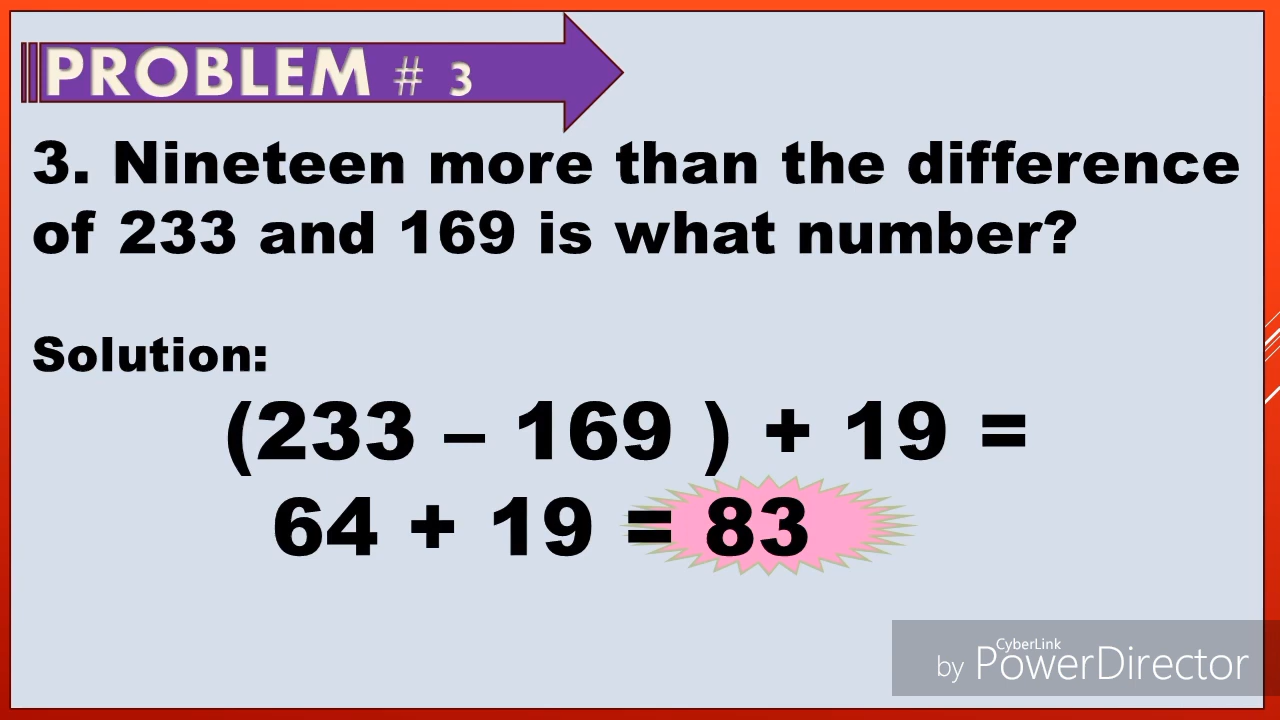 PROBLEM # 3
3. Nineteen more than the difference
of 233 and 169 is what number?
Solution:
(233 – 169 ) + 19 =
64 + 19 = 83
CyberLink
by PowerDirector